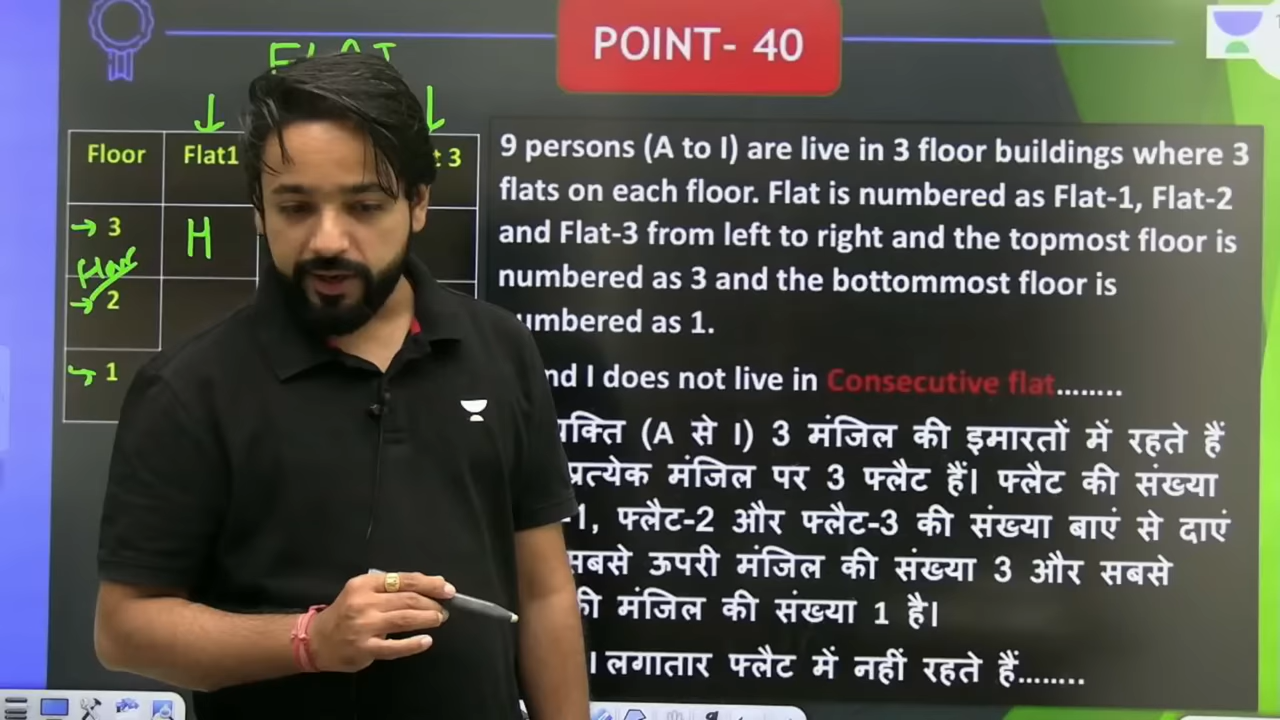 POINT- 40
FLAT
Floor Flat1 t 3
3 H
2
1
9 persons (A to I) are live in 3 floor buildings where 3
flats on each floor. Flat is numbered as Flat-1, Flat-2
and Flat-3 from left to right and the topmost floor is
numbered as 3 and the bottommost floor is
umbered as 1.
nd I does not live in Consecutive flat........
यक्ति (A से I) 3 मंजिल की इमारतों में रहते हैं
प्रत्येक मंजिल पर 3 फ्लैट हैं। फ्लैट की संख्या
-1, फ्लैट-2 और फ्लैट-3 की संख्या बाएं से दाएं
सबसे ऊपरी मंजिल की संख्या 3 और सबसे
की मंजिल की संख्या 1 है।
I लगातार फ्लैट में नहीं रहते हैं........